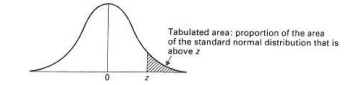 Tabulated area: proportion of the area
of the standard normal distribution that is
above z
0
z